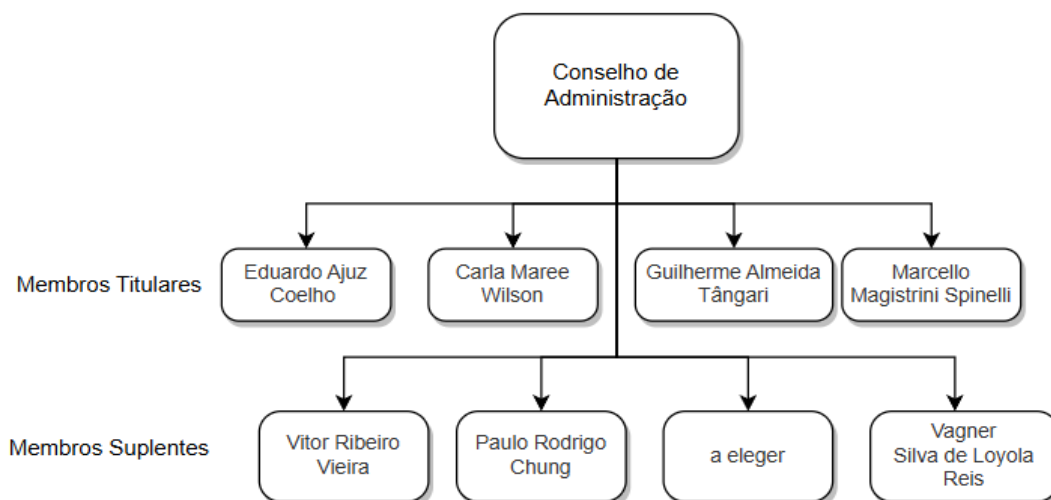 Conselho de
Administração
Membros Titulares
Eduardo Ajuz
Coelho
Carla Maree
Wilson
Guilherme Almeida
Tângari
Marcello
Magistrini Spinelli
Membros Suplentes
Vitor Ribeiro
Vieira
Paulo Rodrigo
Chung
a eleger
Vagner
Silva de Loyola
Reis